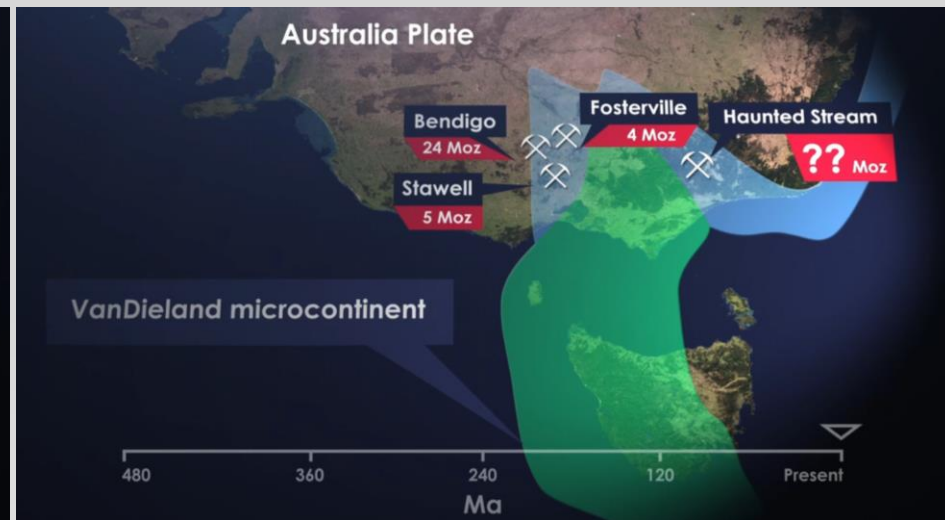 Australia Plate
Bendigo
24 Moz
Fosterville
4 Moz
Haunted Stream
?? Moz
Stawell
5 Moz
VanDieland microcontinent
480
360
240
120
Present
Ma